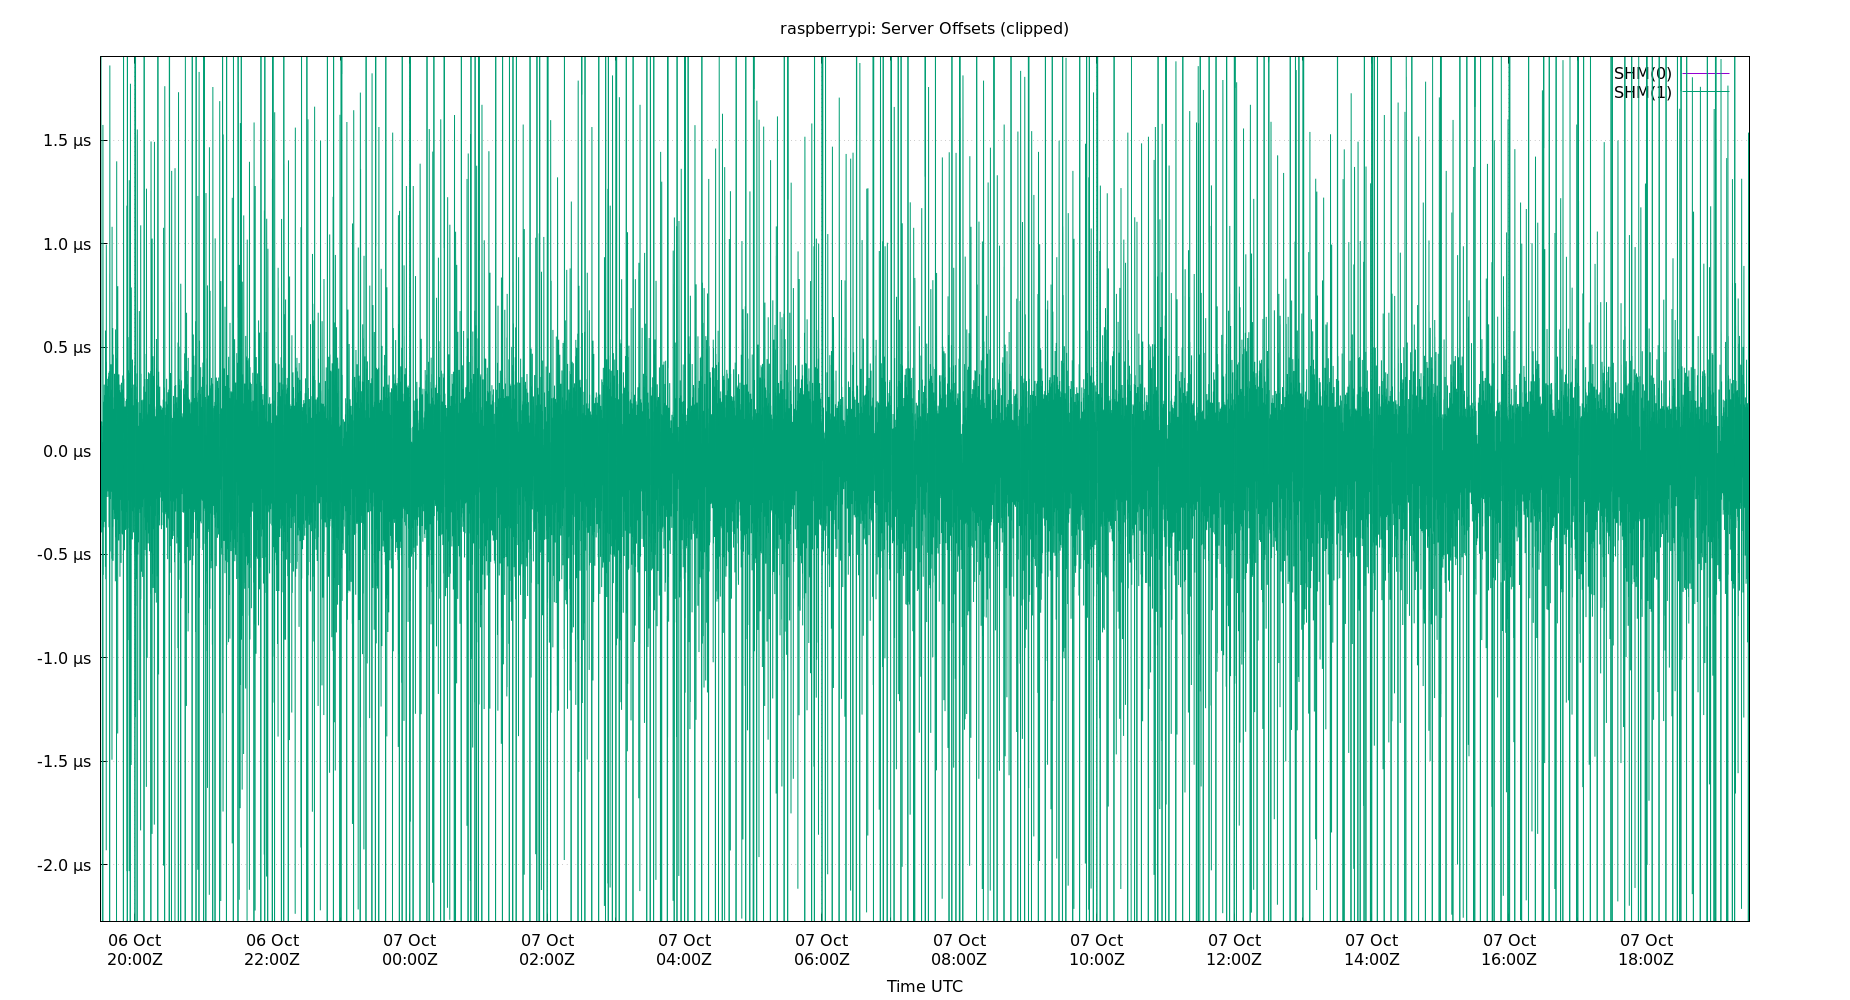 raspberrypi: Server Offsets (clipped)
SHM(0)
SHM(1)
1.5 µs
1.0 µs
0.5 µs
0.0 µs
-0.5 µs
-1.0 µs
-1.5 µs
-2.0 µs
06 Oct 06 Oct 07 Oct 07 Oct 07 Oct 07 Oct 07 Oct 07 Oct 07 Oct 07 Oct 07 Oct 07 Oct
20:00Z 22:00Z 00:00Z 02:00Z 04:00Z 06:00Z 08:00Z 10:00Z 12:00Z 14:00Z 16:00Z 18:00Z
Time UTC